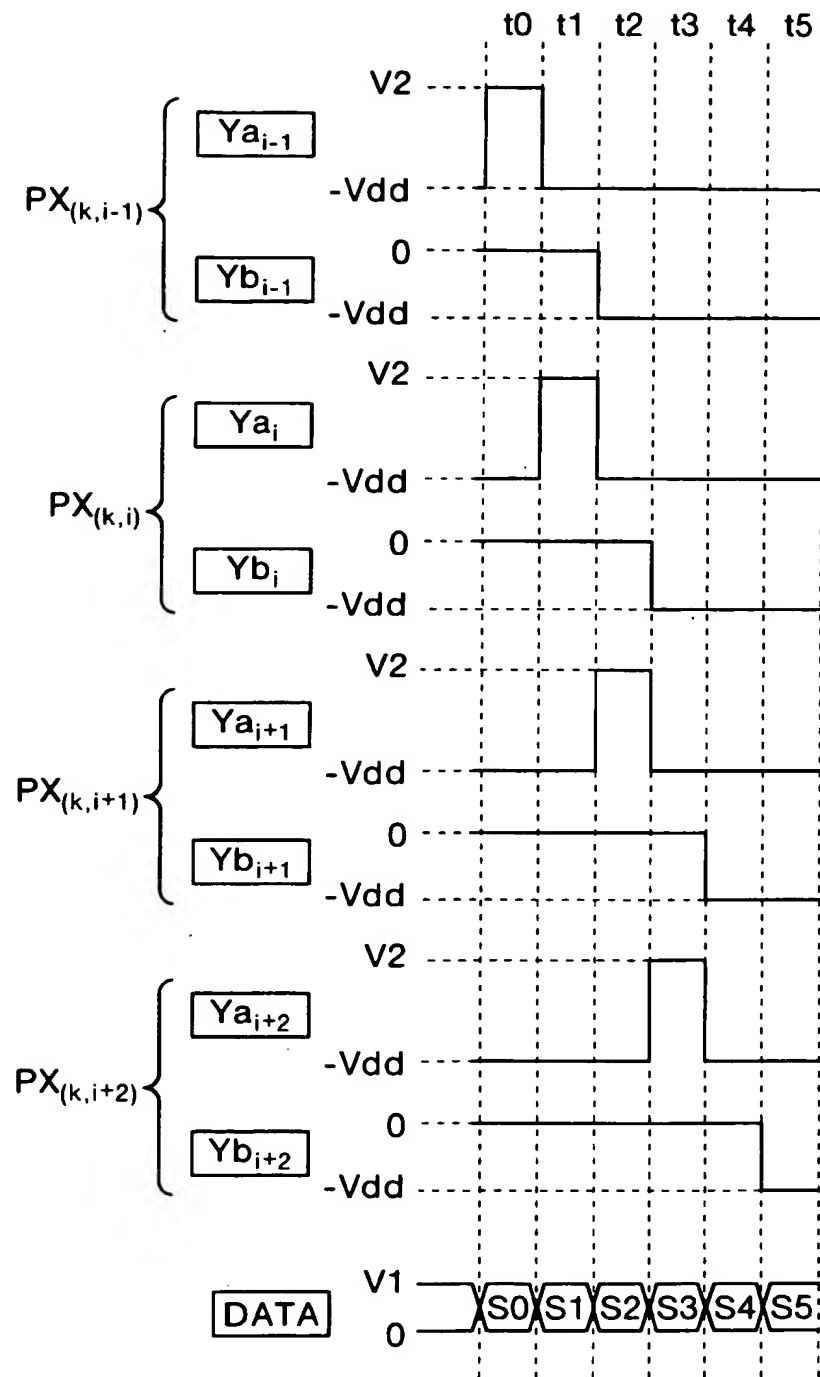 t0 t1 t2 t3 t4 t5
V2
Ya_{i-1}
-Vdd
PX_{(k,i-1)}
0
Yb_{i-1}
-Vdd
V2
Ya_{i}
-Vdd
PX_{(k,i)}
0
Yb_{i}
-Vdd
V2
Ya_{i+1}
-Vdd
PX_{(k,i+1)}
0
Yb_{i+1}
-Vdd
V2
Ya_{i+2}
-Vdd
PX_{(k,i+2)}
0
Yb_{i+2}
-Vdd
V1
DATA S0 S1 S2 S3 S4 S5
0